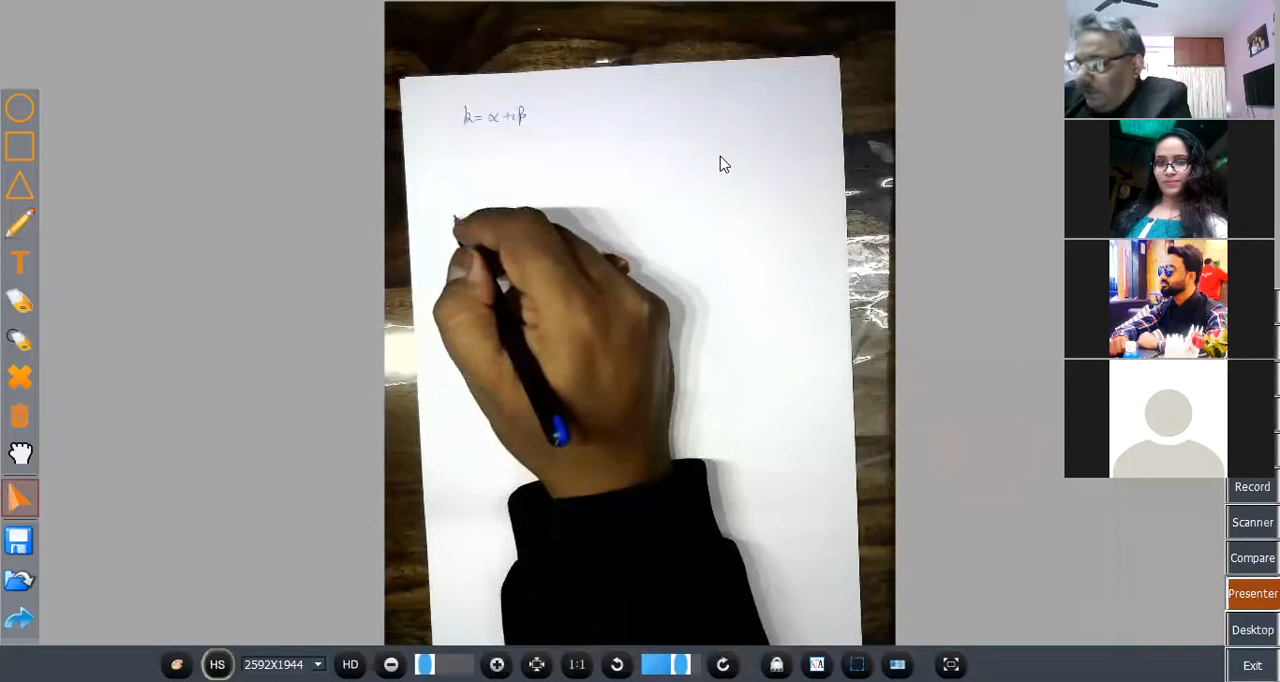 k = α + iβ
Record
Scanner
Compare
Presenter
Desktop
Exit
T
HS
2592X1944
HD
1:1